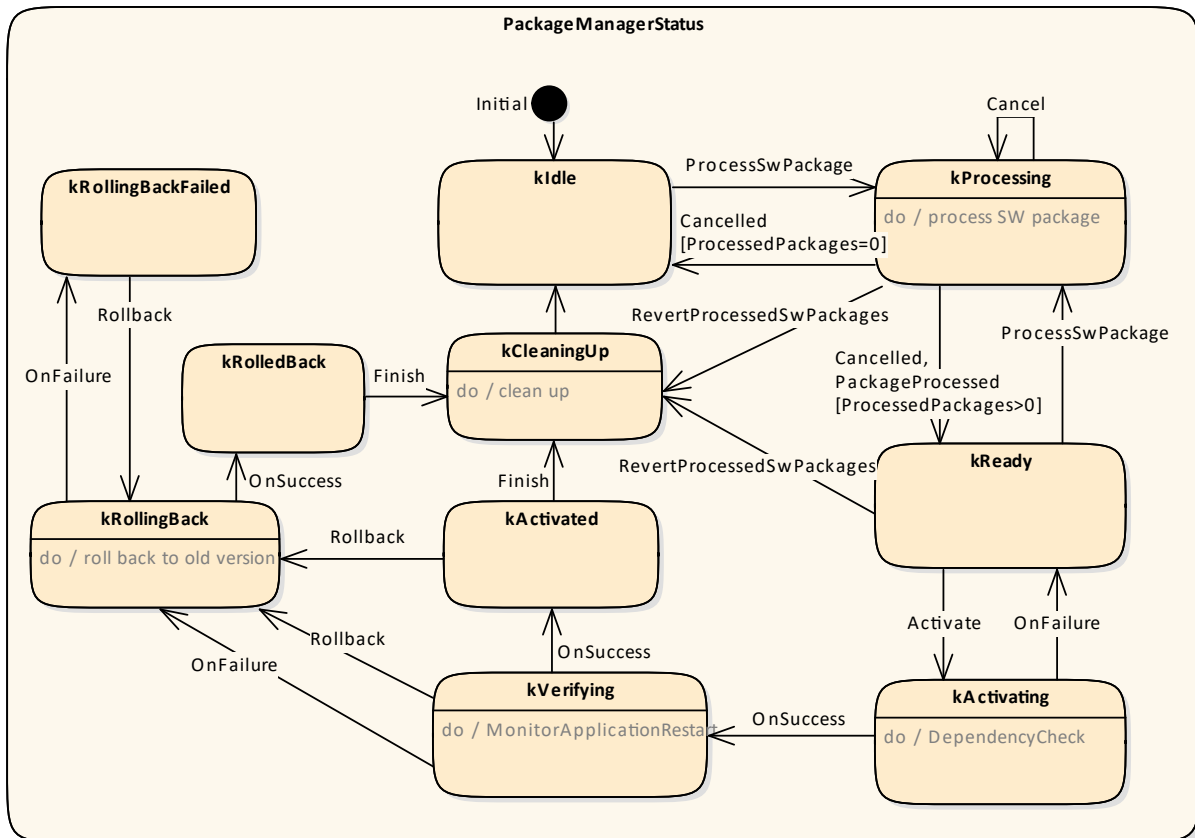 PackageManagerStatus
Initial
Cancel
kIdle
ProcessSwPackage
kProcessing
do / process SW package
kRollingBackFailed
Cancelled
[ProcessedPackages=0]
Rollback
RevertProcessedSwPackages
ProcessSwPackage
kRolledBack
kCleaningUp
do / clean up
Finish
OnFailure
Cancelled,
PackageProcessed
[ProcessedPackages>0]
RevertProcessedSwPackages
kReady
OnSuccess
Finish
kRollingBack
do / roll back to old version
Rollback
kActivated
Activate
OnFailure
Rollback
OnFailure
OnSuccess
kVerifying
do / MonitorApplicationRestart
OnSuccess
kActivating
do / DependencyCheck